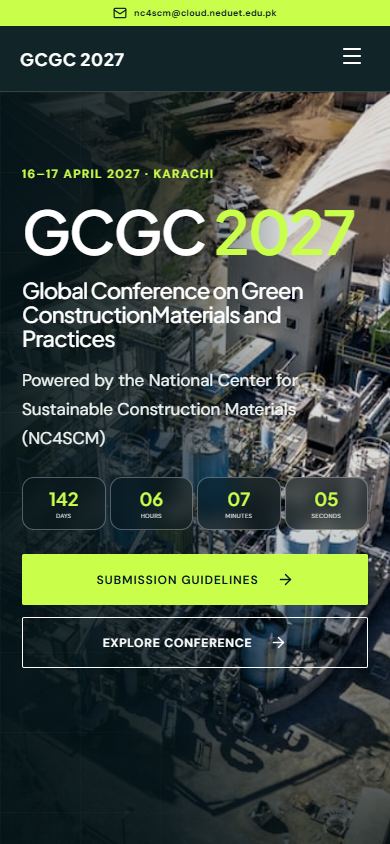 nc4scm@cloud.neduet.edu.pk
GCGC 2027
16–17 APRIL 2027 · KARACHI
GCGC 2027
Global Conference on Green
ConstructionMaterials and
Practices
Powered by the National Center for
Sustainable Construction Materials
(NC4SCM)
142 06 07 05
DAYS HOURS MINUTES SECONDS
SUBMISSION GUIDELINES →
EXPLORE CONFERENCE →